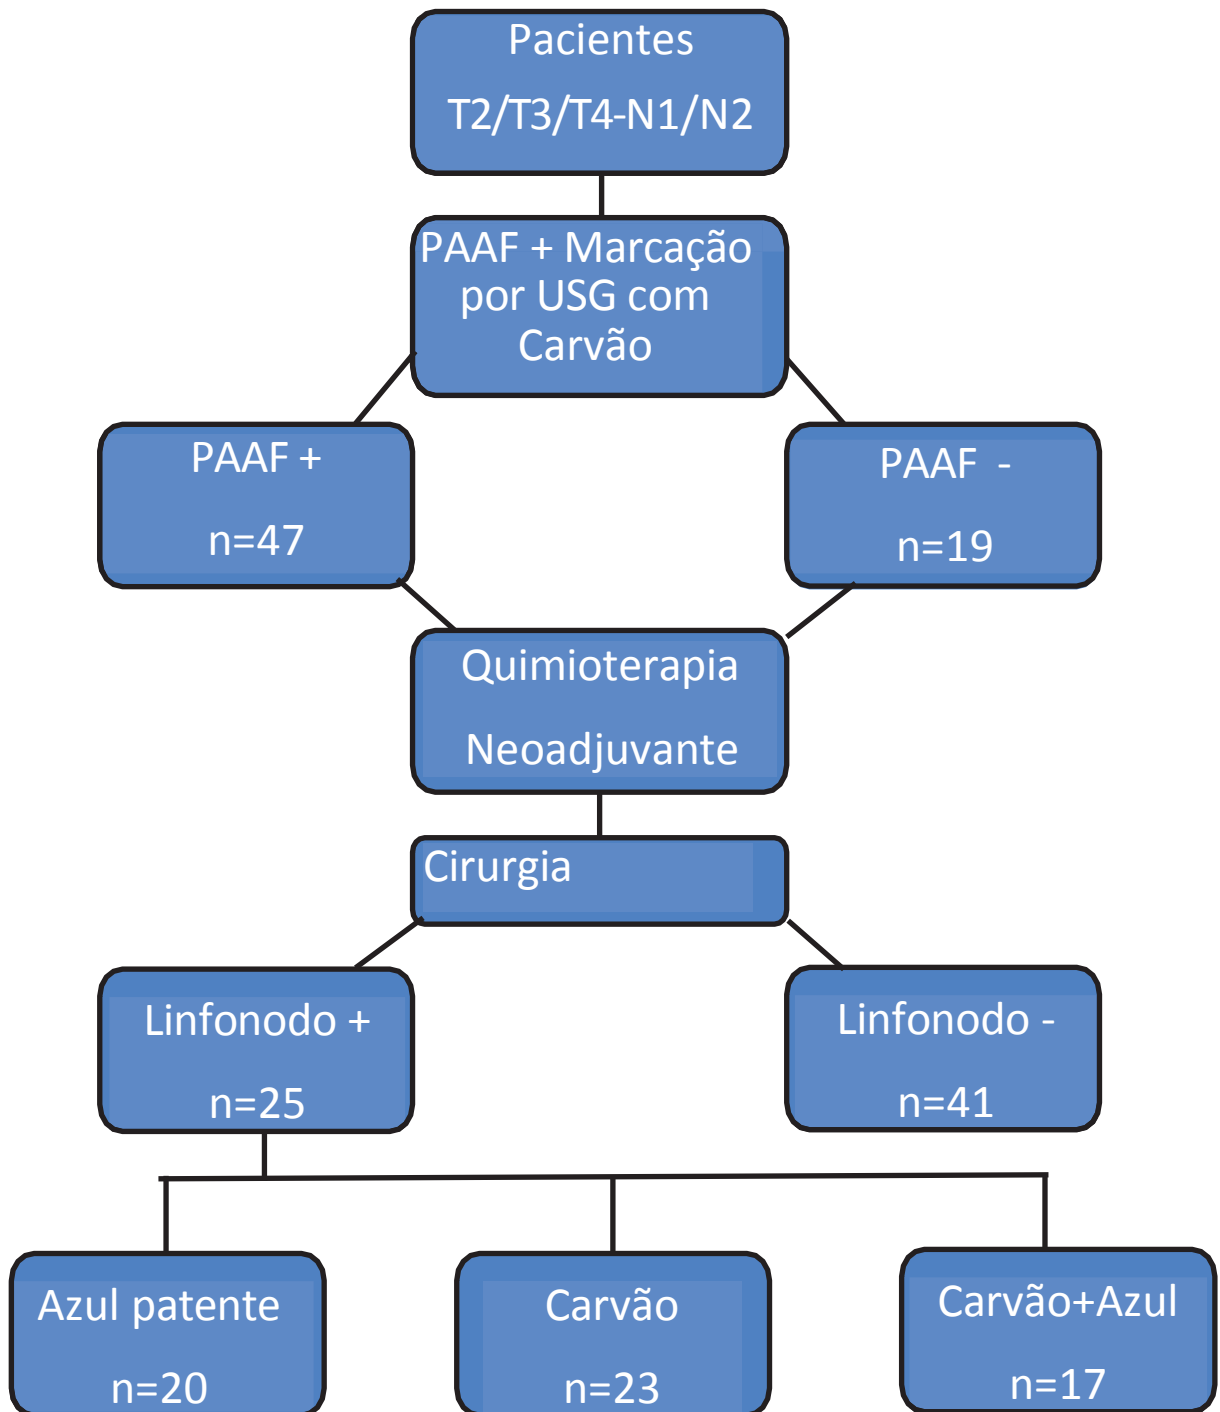 Pacientes
T2/T3/T4-N1/N2
PAAF + Marcação
por USG com
Carvão
PAAF +
n=47
PAAF -
n=19
Quimioterapia
Neoadjuvante
Cirurgia
Linfonodo +
n=25
Linfonodo -
n=41
Azul patente
n=20
Carvão
n=23
Carvão+Azul
n=17